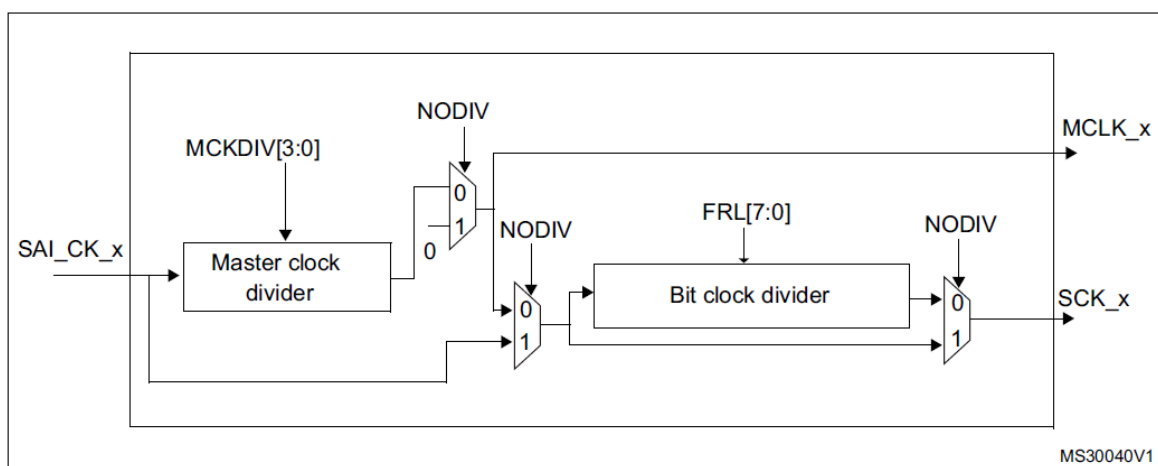 NODIV
MCLK_x
MCKDIV[3:0]
0
1
0
FRL[7:0]
NODIV
NODIV
SAI_CK_x
Master clock
divider
Bit clock divider
0
1
0
1
SCK_x
MS30040V1